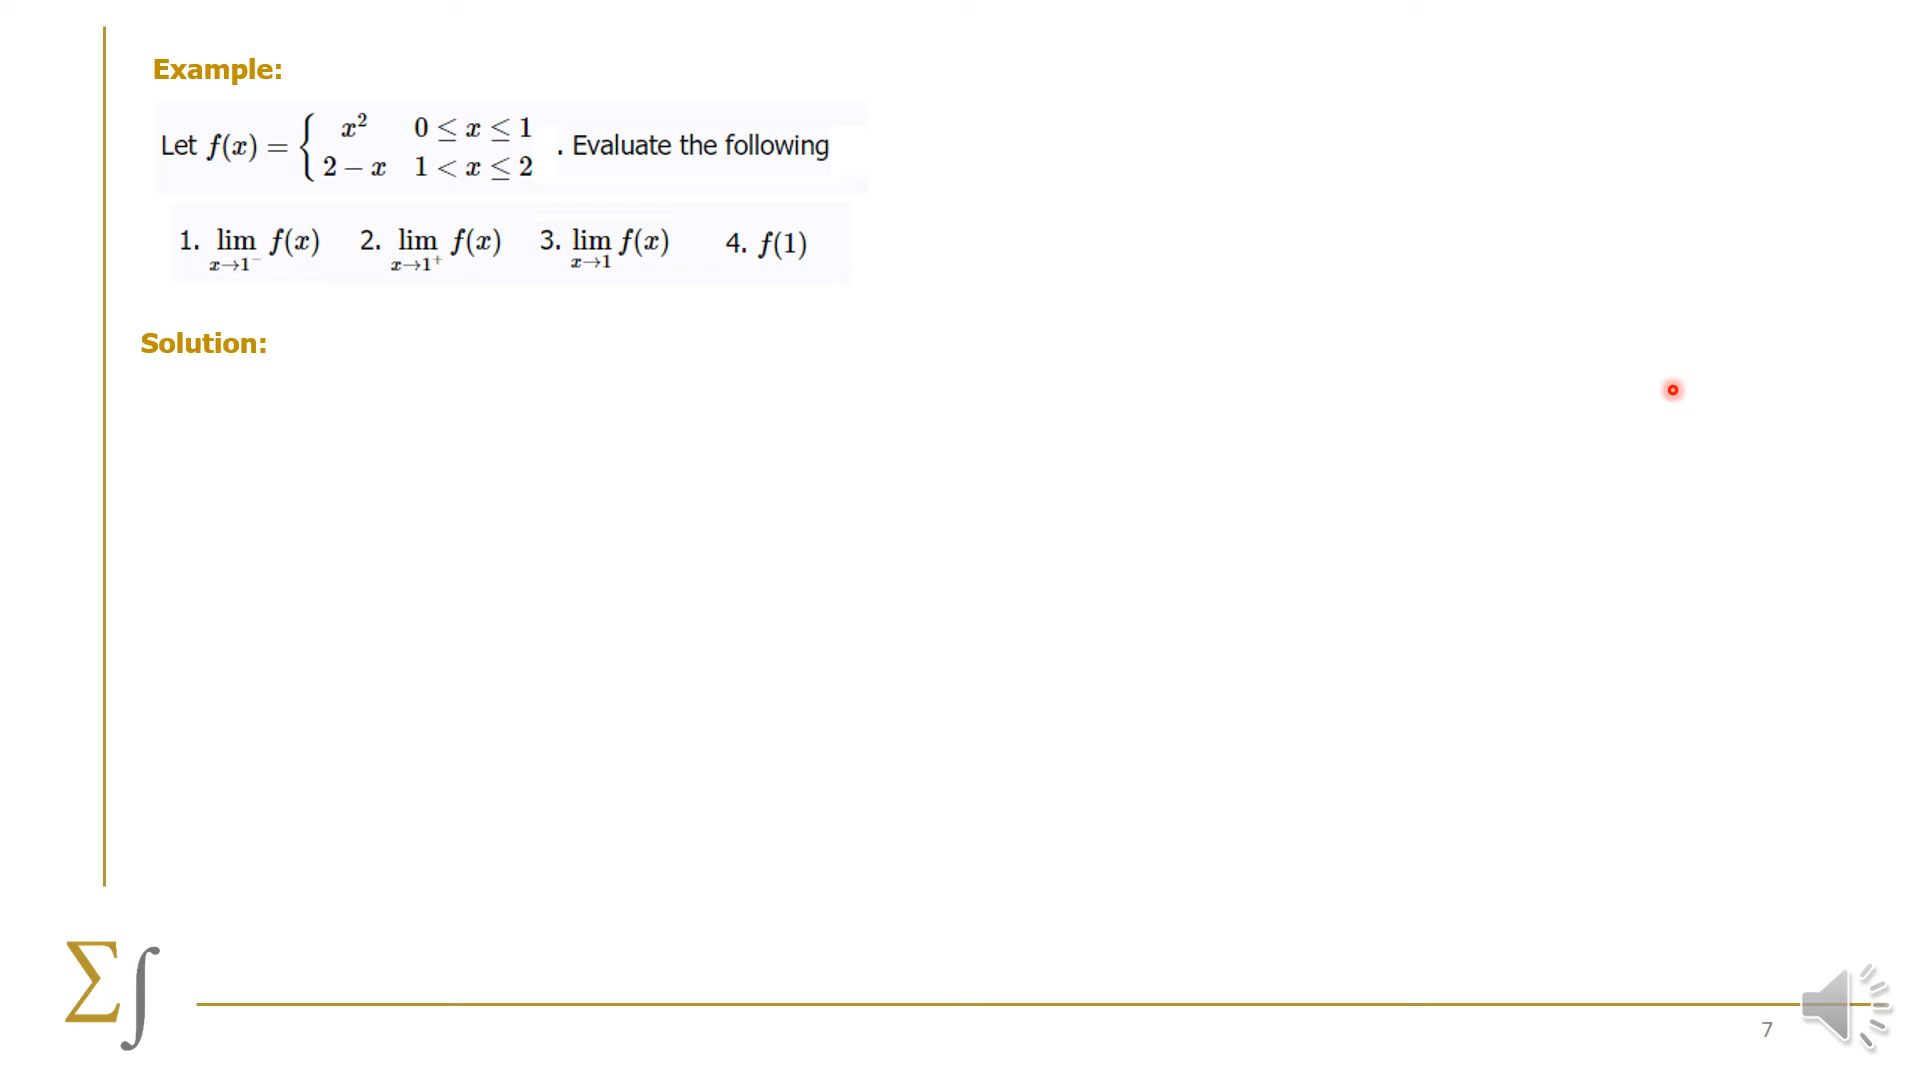 Example:
Let f(x) = { x² 0 ≤ x ≤ 1
2 − x 1 < x ≤ 2 . Evaluate the following
1. lim x→1⁻ f(x) 2. lim x→1⁺ f(x) 3. lim x→1 f(x) 4. f(1)
Solution:
∑∫
7